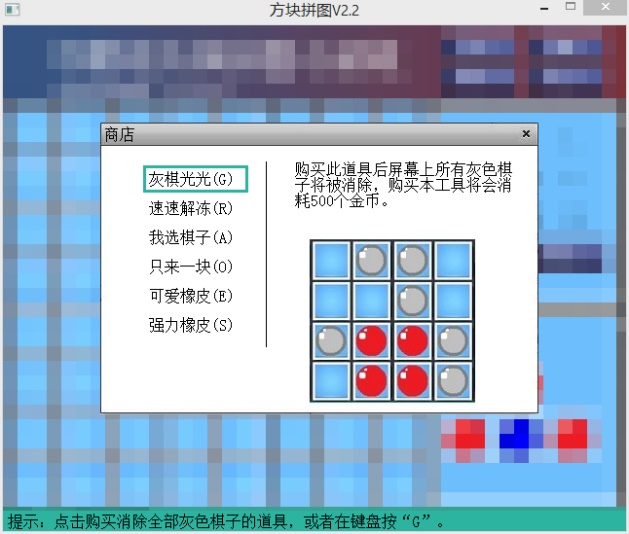 方块拼图V2.2
商店
灰棋光光(G)
速速解冻(R)
我选棋子(A)
只来一块(O)
可爱橡皮(E)
强力橡皮(S)
购买此道具后屏幕上所有灰色棋
子将被消除，购买本工具将会消
耗500个金币。
提示：点击购买消除全部灰色棋子的道具，或者在键盘按“G”。